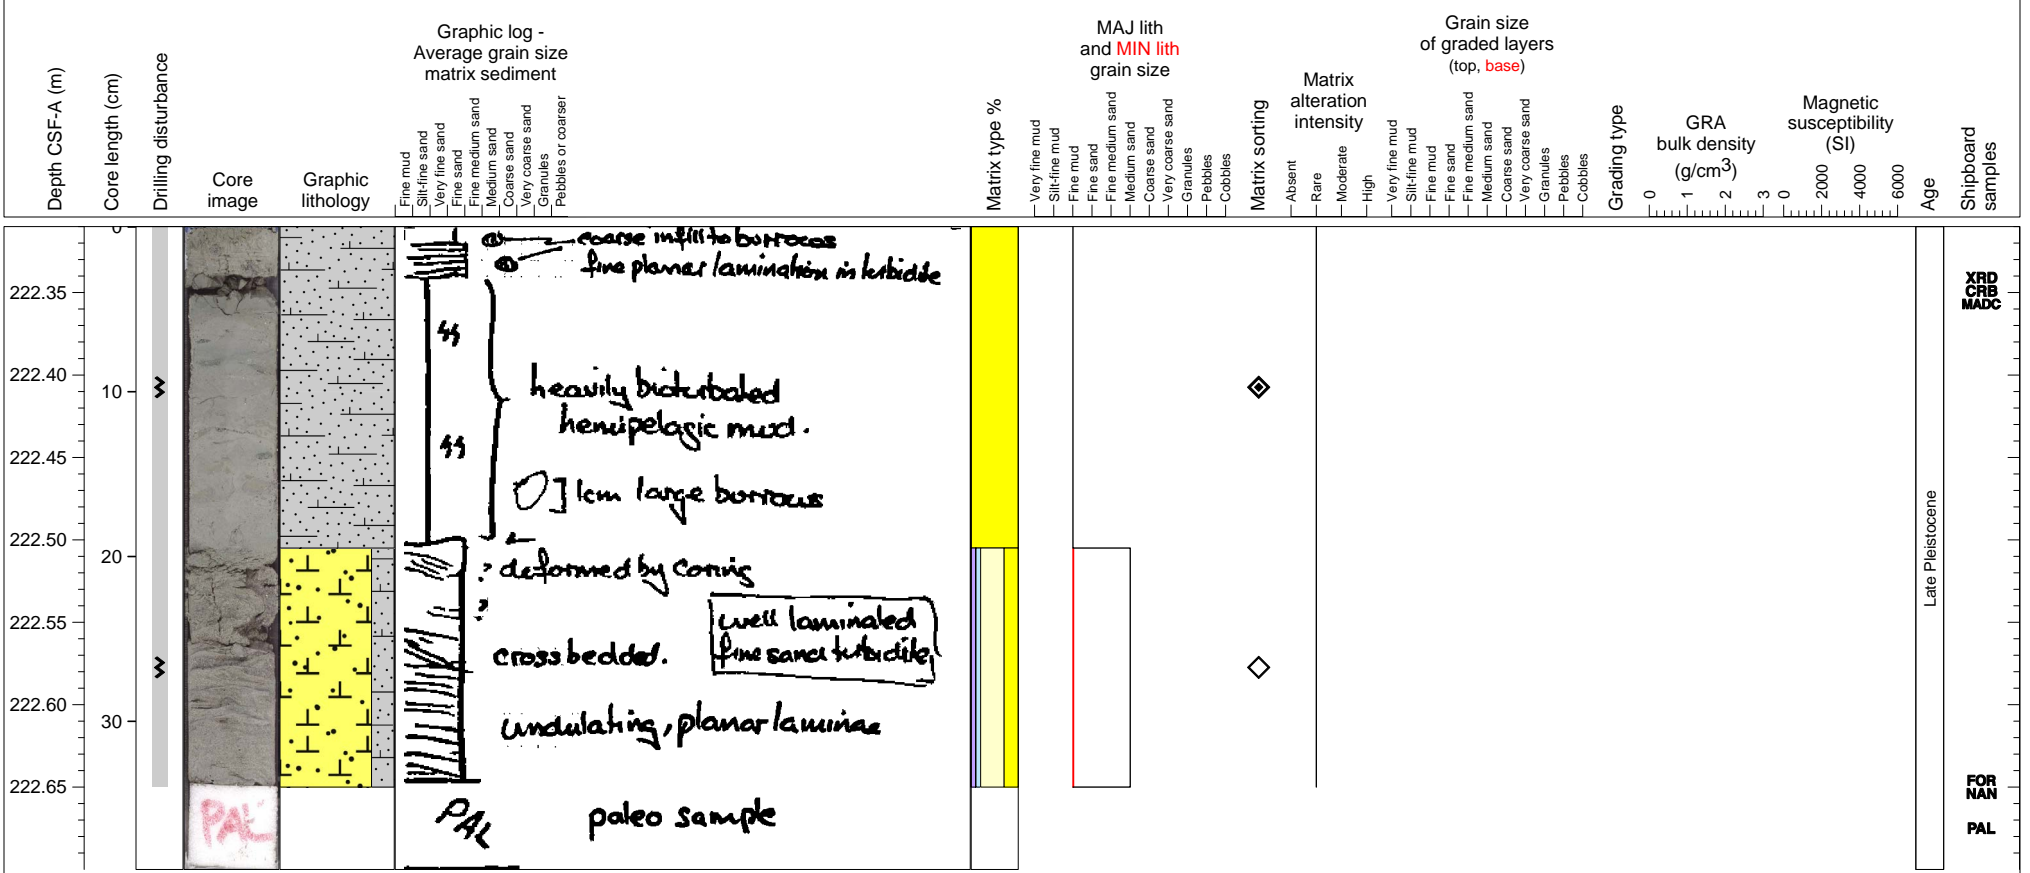 Depth CSF-A (m)
Core length (cm)
Drilling disturbance
Core
image
Graphic
lithology
Graphic log -
Average grain size
matrix sediment
Fine mud
Silt-fine sand
Very fine sand
Fine sand
Fine medium sand
Medium sand
Coarse sand
Very coarse sand
Granules
Pebbles or coarser
Matrix type %
MAJ lith
and MIN lith
grain size
Very fine mud
Silt-fine mud
Fine mud
Fine sand
Fine medium sand
Medium sand
Coarse sand
Very coarse sand
Granules
Pebbles
Cobbles
Matrix sorting
Matrix
alteration
intensity
Absent
Rare
Moderate
High
Grain size
of graded layers
(top, base)
Very fine mud
Silt-fine mud
Fine mud
Fine sand
Fine medium sand
Medium sand
Coarse sand
Very coarse sand
Granules
Pebbles
Cobbles
Grading type
GRA
bulk density
(g/cm3)
0 1 2 3
Magnetic
susceptibility
(SI)
0 2000 4000 6000
Age
Shipboard
samples
222.35
222.40
222.45
222.50
222.55
222.60
222.65
0
10
20
30
PAL
coarse infill to burrows
fine planar lamination in turbidite
heavily bioturbated
hemipelagic mud.
1cm large burrows
deformed by coring
well laminated
fine sand turbidite
cross bedded.
undulating, planar laminae
PAL
paleo sample
Late Pleistocene
XRD
CRB
MADC
FOR
NAN
PAL